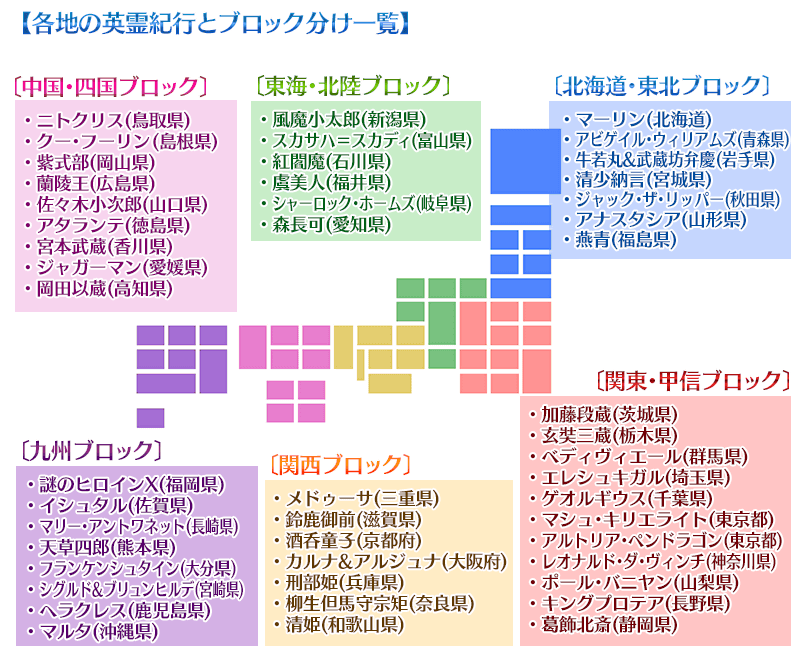 【各地の英霊紀行とブロック分け一覧】
〔中国・四国ブロック〕
・ニトクリス(鳥取県)
・クー・フーリン(島根県)
・紫式部(岡山県)
・蘭陵王(広島県)
・佐々木小次郎(山口県)
・アタランテ(徳島県)
・宮本武蔵(香川県)
・ジャガーマン(愛媛県)
・岡田以蔵(高知県)
〔東海・北陸ブロック〕
・風魔小太郎(新潟県)
・スカサハ＝スカディ(富山県)
・紅閻魔(石川県)
・虞美人(福井県)
・シャーロック・ホームズ(岐阜県)
・森長可(愛知県)
〔北海道・東北ブロック〕
・マーリン(北海道)
・アビゲイル・ウィリアムズ(青森県)
・牛若丸&武蔵坊弁慶(岩手県)
・清少納言(宮城県)
・ジャック・ザ・リッパー(秋田県)
・アナスタシア(山形県)
・燕青(福島県)
〔九州ブロック〕
・謎のヒロインX(福岡県)
・イシュタル(佐賀県)
・マリー・アントワネット(長崎県)
・天草四郎(熊本県)
・フランケンシュタイン(大分県)
・シグルド&ブリュンヒルデ(宮崎県)
・ヘラクレス(鹿児島県)
・マルタ(沖縄県)
〔関西ブロック〕
・メドゥーサ(三重県)
・鈴鹿御前(滋賀県)
・酒呑童子(京都府)
・カルナ&アルジュナ(大阪府)
・刑部姫(兵庫県)
・柳生但馬守宗矩(奈良県)
・清姫(和歌山県)
〔関東・甲信ブロック〕
・加藤段蔵(茨城県)
・玄奘三蔵(栃木県)
・ベディヴィエール(群馬県)
・エレシュキガル(埼玉県)
・ゲオルギウス(千葉県)
・マシュ・キリエライト(東京都)
・アルトリア・ペンドラゴン(東京都)
・レオナルド・ダ・ヴィンチ(神奈川県)
・ポール・バニヤン(山梨県)
・キングプロテア(長野県)
・葛飾北斎(静岡県)